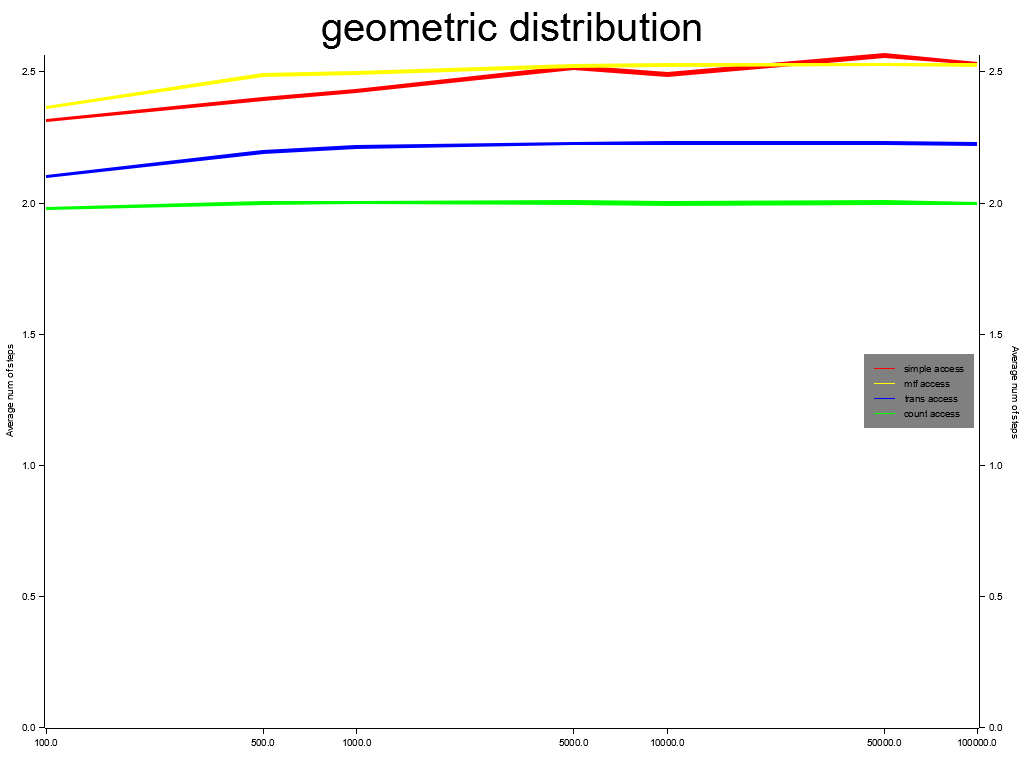 geometric distribution
2.5
2.0
1.5
1.0
0.5
0.0
Average num of steps
2.5
2.0
1.5
1.0
0.5
0.0
Average num of steps
simple access
mtf access
trans access
count access
100.0 500.0 1000.0 5000.0 10000.0 50000.0 100000.0